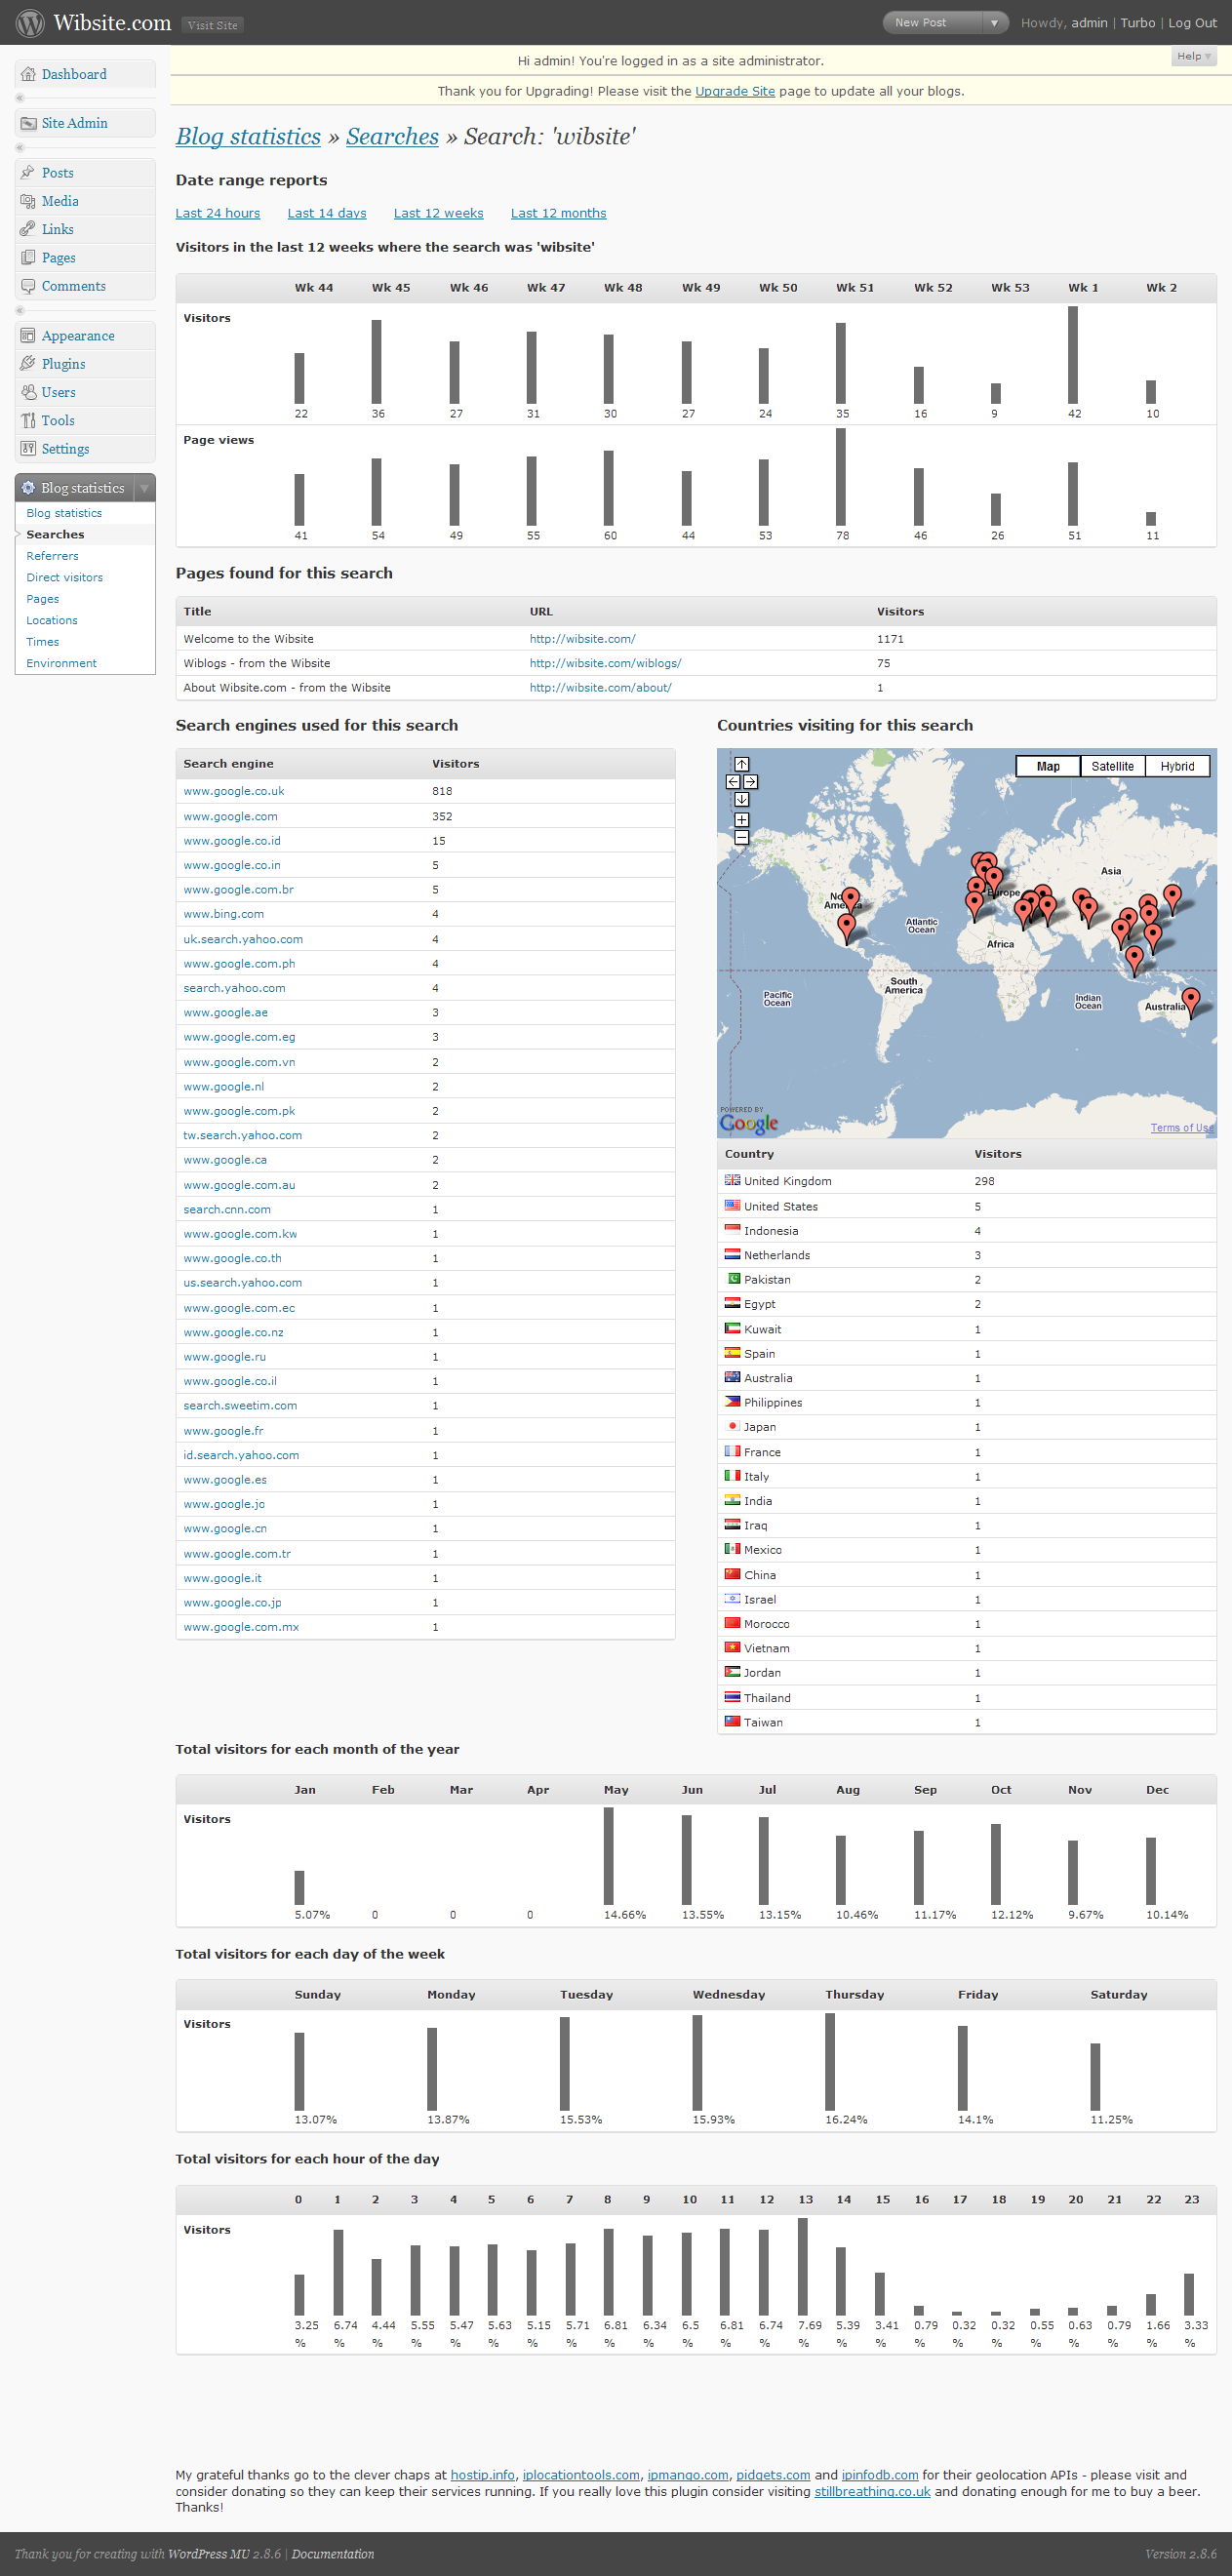 Wibsite.com Visit Site New Post ▼ Howdy, admin | Turbo | Log Out
Hi admin! You're logged in as a site administrator. Help
Thank you for Upgrading! Please visit the Upgrade Site page to update all your blogs.
Dashboard
Site Admin
Posts
Media
Links
Pages
Comments
Appearance
Plugins
Users
Tools
Settings
Blog statistics
Blog statistics
Searches
Referrers
Direct visitors
Pages
Locations
Times
Environment
Blog statistics » Searches » Search: 'wibsite'
Date range reports
Last 24 hours Last 14 days Last 12 weeks Last 12 months
Visitors in the last 12 weeks where the search was 'wibsite'
Wk 44 Wk 45 Wk 46 Wk 47 Wk 48 Wk 49 Wk 50 Wk 51 Wk 52 Wk 53 Wk 1 Wk 2
Visitors
22 36 27 31 30 27 24 35 16 9 42 10
Page views
41 54 49 55 60 44 53 78 46 26 51 11
Pages found for this search
Title URL Visitors
Welcome to the Wibsite http://wibsite.com/ 1171
Wiblogs - from the Wibsite http://wibsite.com/wiblogs/ 75
About Wibsite.com - from the Wibsite http://wibsite.com/about/ 1
Search engines used for this search
Search engine Visitors
www.google.co.uk 818
www.google.com 352
www.google.co.id 15
www.google.co.in 5
www.google.com.br 5
www.bing.com 4
uk.search.yahoo.com 4
www.google.com.ph 4
search.yahoo.com 4
www.google.ae 3
www.google.com.eg 3
www.google.com.vn 2
www.google.nl 2
www.google.com.pk 2
tw.search.yahoo.com 2
www.google.ca 2
www.google.com.au 2
search.cnn.com 1
www.google.com.kw 1
www.google.co.th 1
us.search.yahoo.com 1
www.google.com.ec 1
www.google.co.nz 1
www.google.ru 1
www.google.co.il 1
search.sweetim.com 1
www.google.fr 1
id.search.yahoo.com 1
www.google.es 1
www.google.jo 1
www.google.cn 1
www.google.com.tr 1
www.google.it 1
www.google.co.jp 1
www.google.com.mx 1
Countries visiting for this search
Map Satellite Hybrid
Asia
Europe
Atlantic
Ocean
Africa
South
America
Pacific
Ocean
Indian
Ocean
Australia
POWERED BY
Google
Terms of Use
Country Visitors
United Kingdom 298
United States 5
Indonesia 4
Netherlands 3
Pakistan 2
Egypt 2
Kuwait 1
Spain 1
Australia 1
Philippines 1
Japan 1
France 1
Italy 1
India 1
Iraq 1
Mexico 1
China 1
Israel 1
Morocco 1
Vietnam 1
Jordan 1
Thailand 1
Taiwan 1
Total visitors for each month of the year
Jan Feb Mar Apr May Jun Jul Aug Sep Oct Nov Dec
Visitors
5.07% 0 0 0 14.66% 13.55% 13.15% 10.46% 11.17% 12.12% 9.67% 10.14%
Total visitors for each day of the week
Sunday Monday Tuesday Wednesday Thursday Friday Saturday
Visitors
13.07% 13.87% 15.53% 15.93% 16.24% 14.1% 11.25%
Total visitors for each hour of the day
0 1 2 3 4 5 6 7 8 9 10 11 12 13 14 15 16 17 18 19 20 21 22 23
Visitors
3.25 6.74 4.44 5.55 5.47 5.63 5.15 5.71 6.81 6.34 6.5 6.81 6.74 7.69 5.39 3.41 0.79 0.32 0.32 0.55 0.63 0.79 1.66 3.33
% % % % % % % % % % % % % % % % % % % % % % % %
My grateful thanks go to the clever chaps at hostip.info, iplocationtools.com, ipmango.com, pidgets.com and ipinfodb.com for their geolocation APIs - please visit and
consider donating so they can keep their services running. If you really love this plugin consider visiting stillbreathing.co.uk and donating enough for me to buy a beer.
Thanks!
Thank you for creating with WordPress MU 2.8.6 | Documentation Version 2.8.6